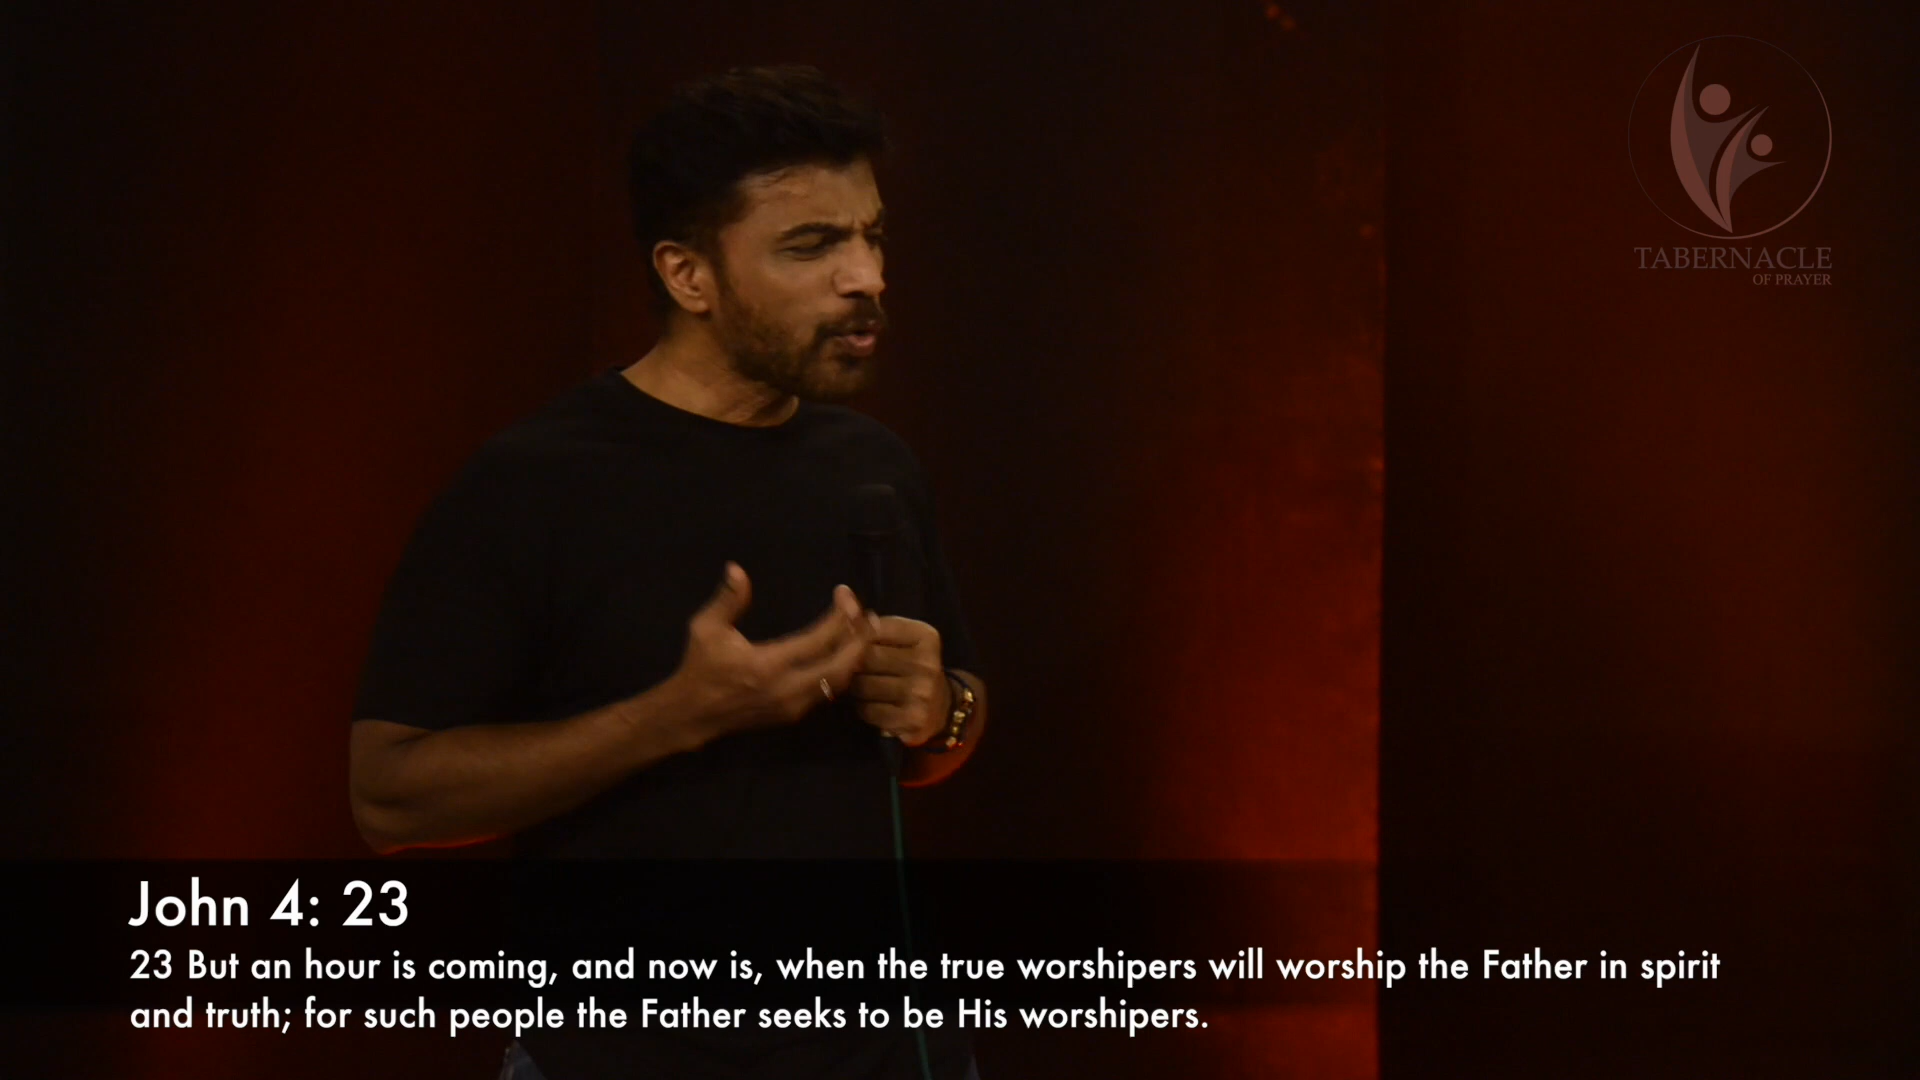 TABERNACLE
OF PRAYER
John 4: 23
23 But an hour is coming, and now is, when the true worshipers will worship the Father in spirit
and truth; for such people the Father seeks to be His worshipers.